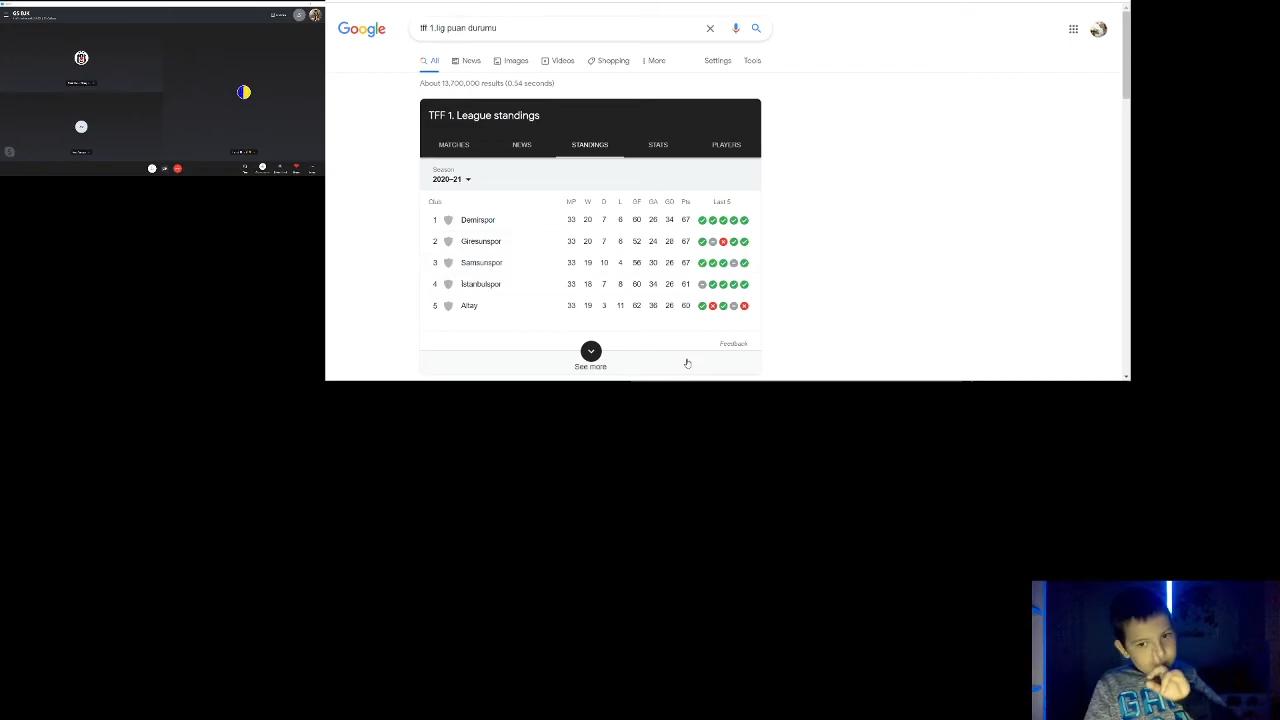 GS BJK
tff 1.lig puan durumu
Google
All News Images Videos Shopping More Settings Tools
About 13,700,000 results (0.54 seconds)
TFF 1. League standings
MATCHES NEWS STANDINGS STATS PLAYERS
Season
2020–21
Club MP W D L GF GA GD Pts Last 5
1 Demirspor 33 20 7 6 60 26 34 67
2 Giresunspor 33 20 7 6 52 24 28 67
3 Samsunspor 33 19 10 4 56 30 26 67
4 İstanbulspor 33 18 7 8 60 34 26 61
5 Altay 33 19 3 11 62 36 26 60
Feedback
See more